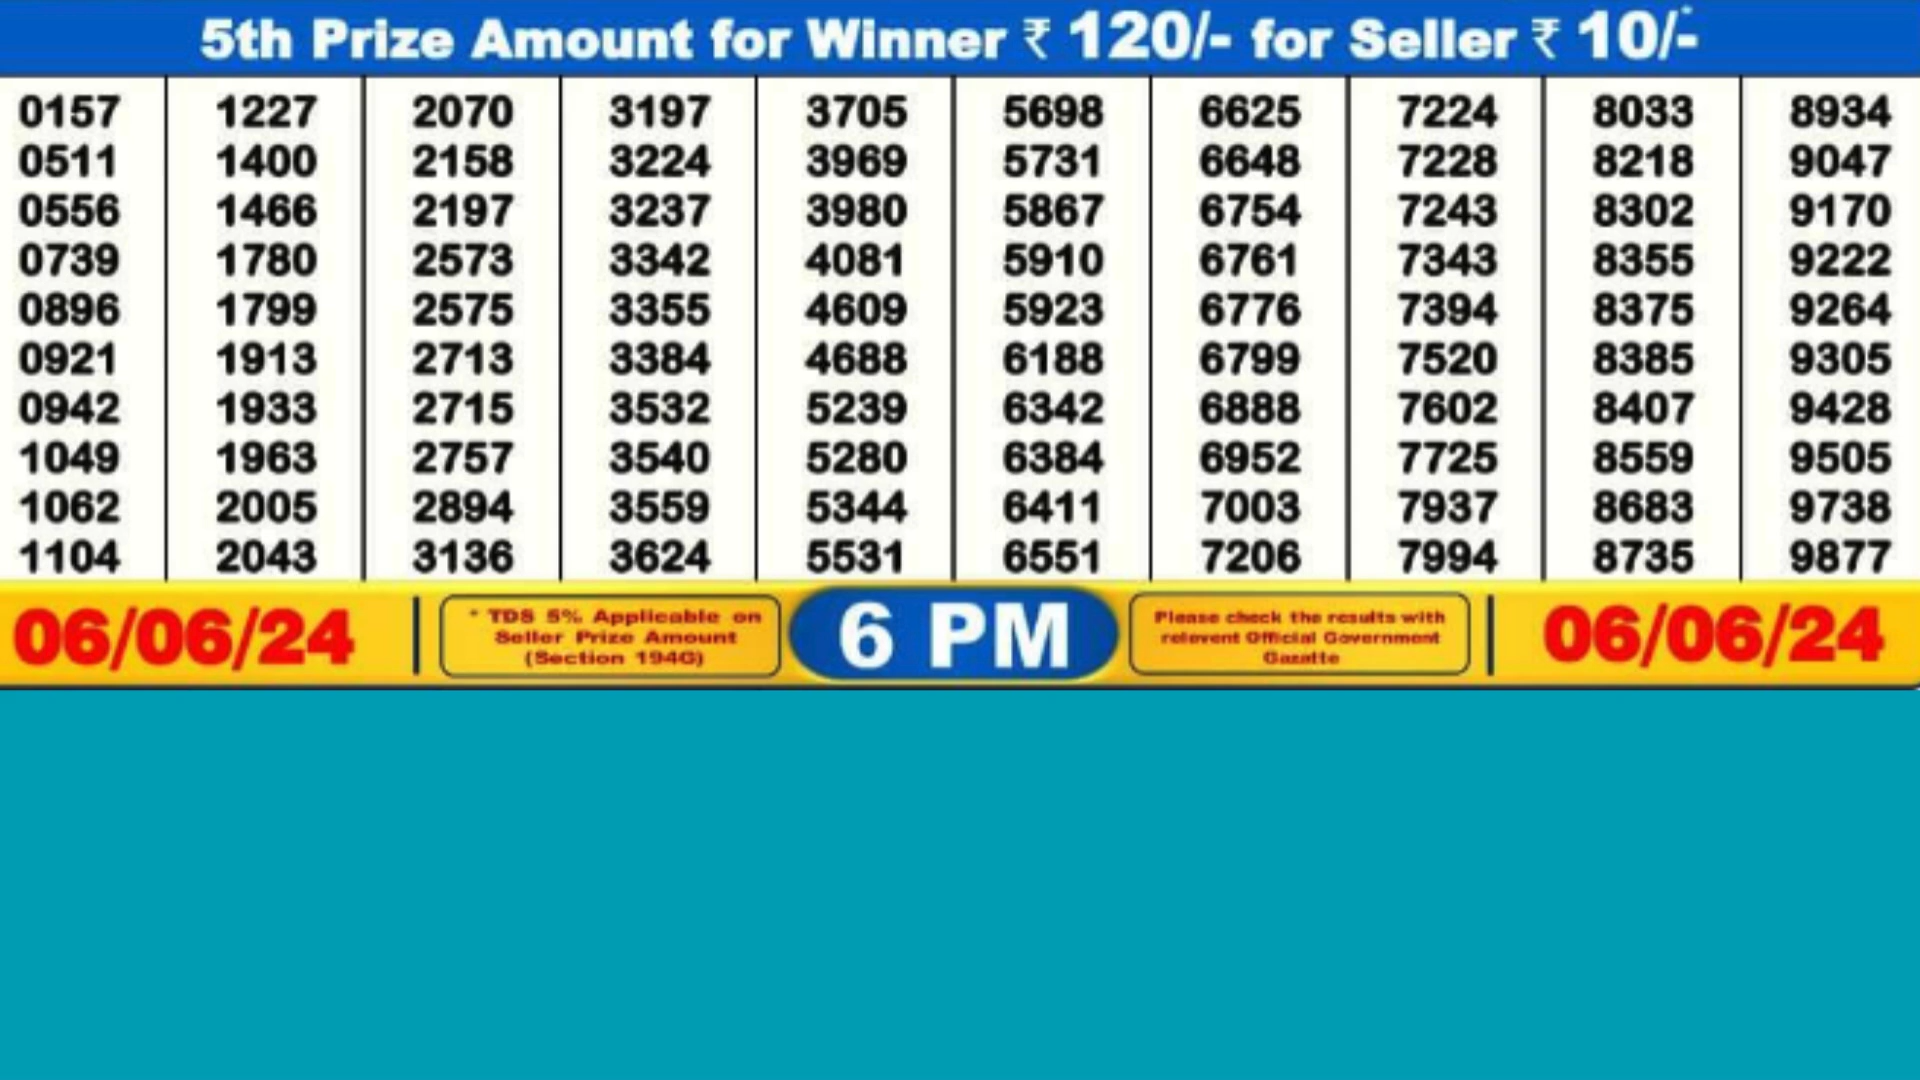 5th Prize Amount for Winner ₹ 120/- for Seller ₹ 10/-*
0157 1227 2070 3197 3705 5698 6625 7224 8033 8934
0511 1400 2158 3224 3969 5731 6648 7228 8218 9047
0556 1466 2197 3237 3980 5867 6754 7243 8302 9170
0739 1780 2573 3342 4081 5910 6761 7343 8355 9222
0896 1799 2575 3355 4609 5923 6776 7394 8375 9264
0921 1913 2713 3384 4688 6188 6799 7520 8385 9305
0942 1933 2715 3532 5239 6342 6888 7602 8407 9428
1049 1963 2757 3540 5280 6384 6952 7725 8559 9505
1062 2005 2894 3559 5344 6411 7003 7937 8683 9738
1104 2043 3136 3624 5531 6551 7206 7994 8735 9877
06/06/24
* TDS 5% Applicable on
Seller Prize Amount
(Section 194G)
6 PM
Please check the results with
relevent Official Government
Gazatte
06/06/24